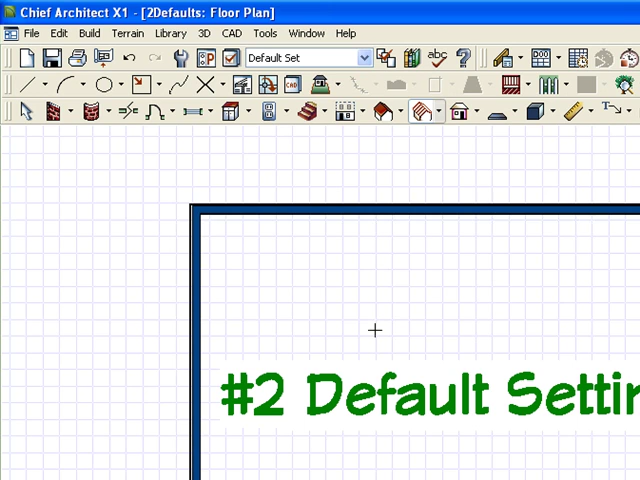 Chief Architect X1 - [2Defaults: Floor Plan]
File Edit Build Terrain Library 3D CAD Tools Window Help
Default Set
#2 Default Settin